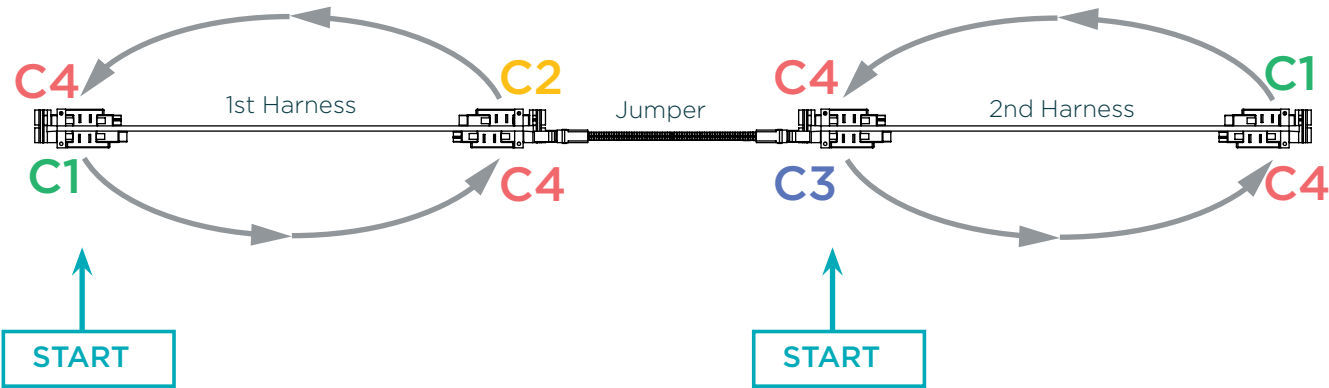 C4
1st Harness
C2
Jumper
C4
2nd Harness
C1
C1
C4
C3
C4
START
START